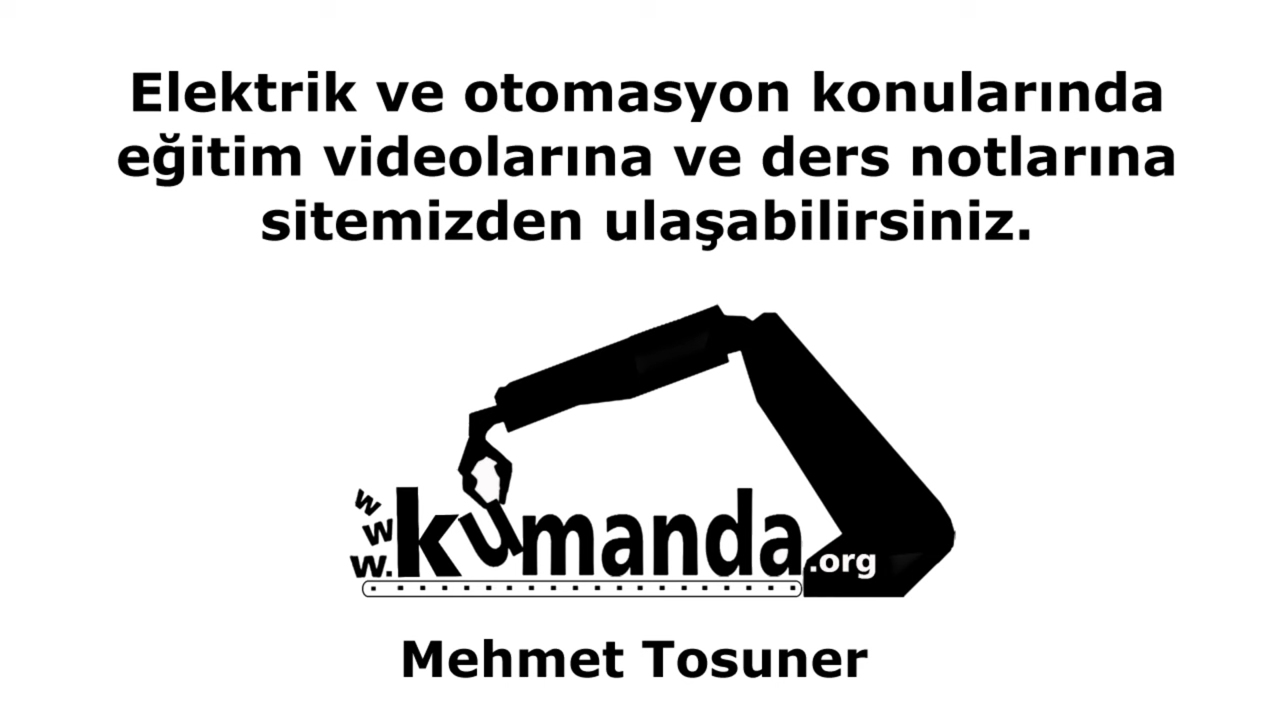 Elektrik ve otomasyon konularında
eğitim videolarına ve ders notlarına
sitemizden ulaşabilirsiniz.
www.kumanda.org
Mehmet Tosuner